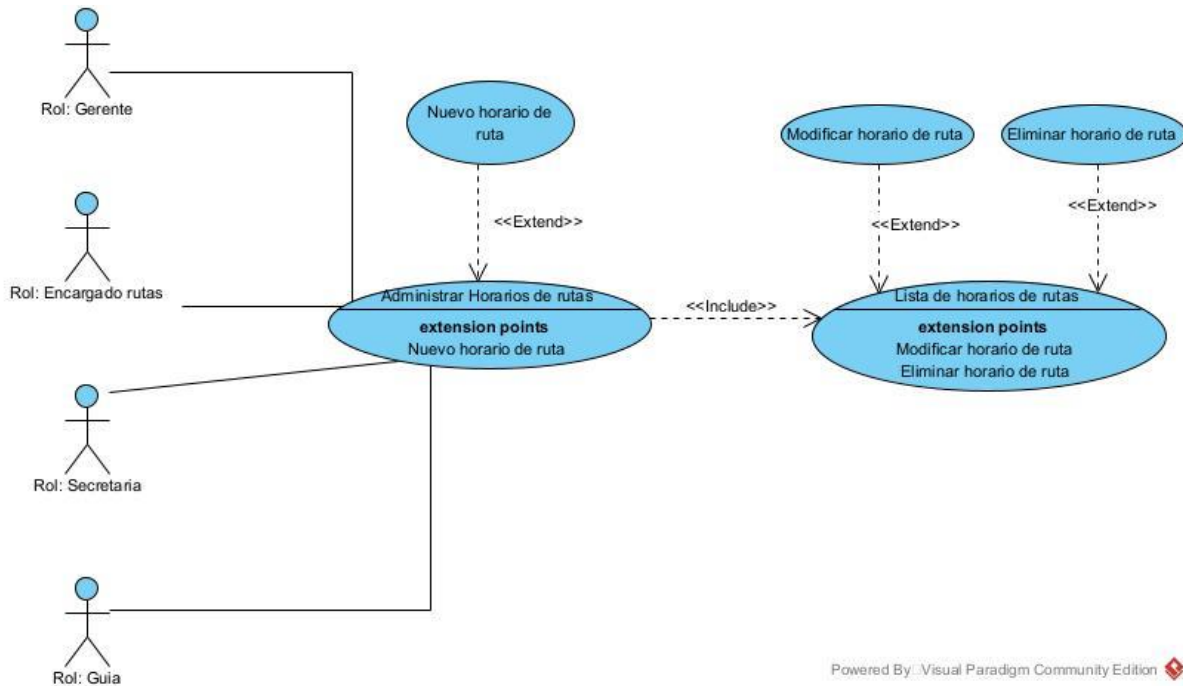 Rol: Gerente
Nuevo horario de
ruta
Modificar horario de ruta
Eliminar horario de ruta
<<Extend>>
<<Extend>>
<<Extend>>
Rol: Encargado rutas
Administrar Horarios de rutas
extension points
Nuevo horario de ruta
<<Include>>
Lista de horarios de rutas
extension points
Modificar horario de ruta
Eliminar horario de ruta
Rol: Secretaria
Rol: Guia
Powered By Visual Paradigm Community Edition